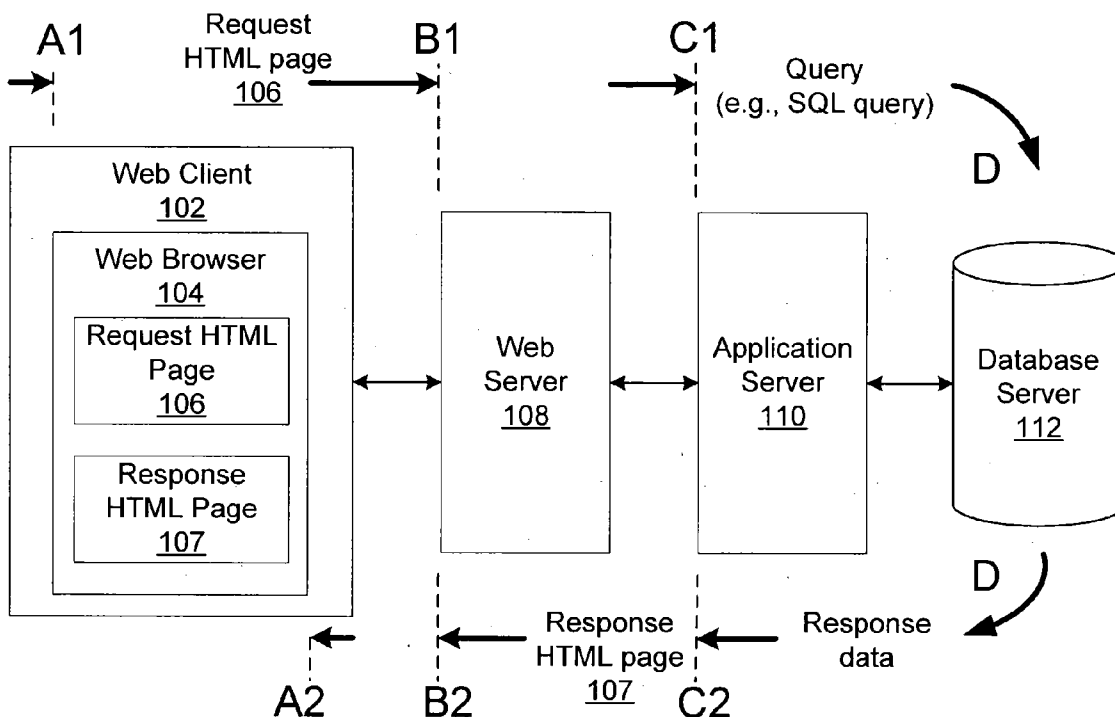 A1
Request
HTML page
106
B1
C1
Query
(e.g., SQL query)
D
Web Client
102
Web Browser
104
Request HTML
Page
106
Response
HTML Page
107
Web
Server
108
Application
Server
110
Database
Server
112
D
Response
HTML page
107
Response
data
A2
B2
C2